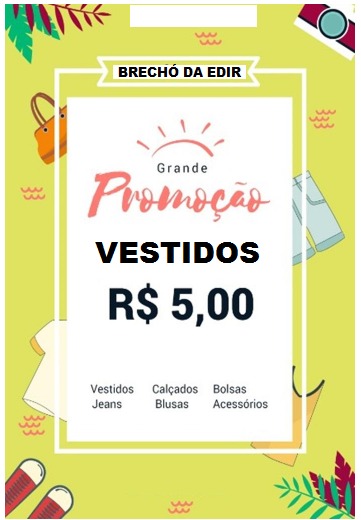 BRECHÓ DA EDIR
Grande
Promoção
VESTIDOS
R$ 5,00
Vestidos Calçados Bolsas
Jeans Blusas Acessórios